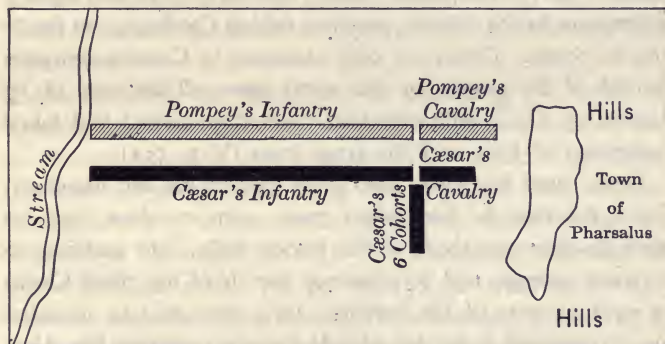 Pompey's Infantry
Pompey's
Cavalry
Hills
Stream
Cæsar's Infantry
Cæsar's
Cavalry
Cæsar's
6 Cohorts
Town
of
Pharsalus
Hills